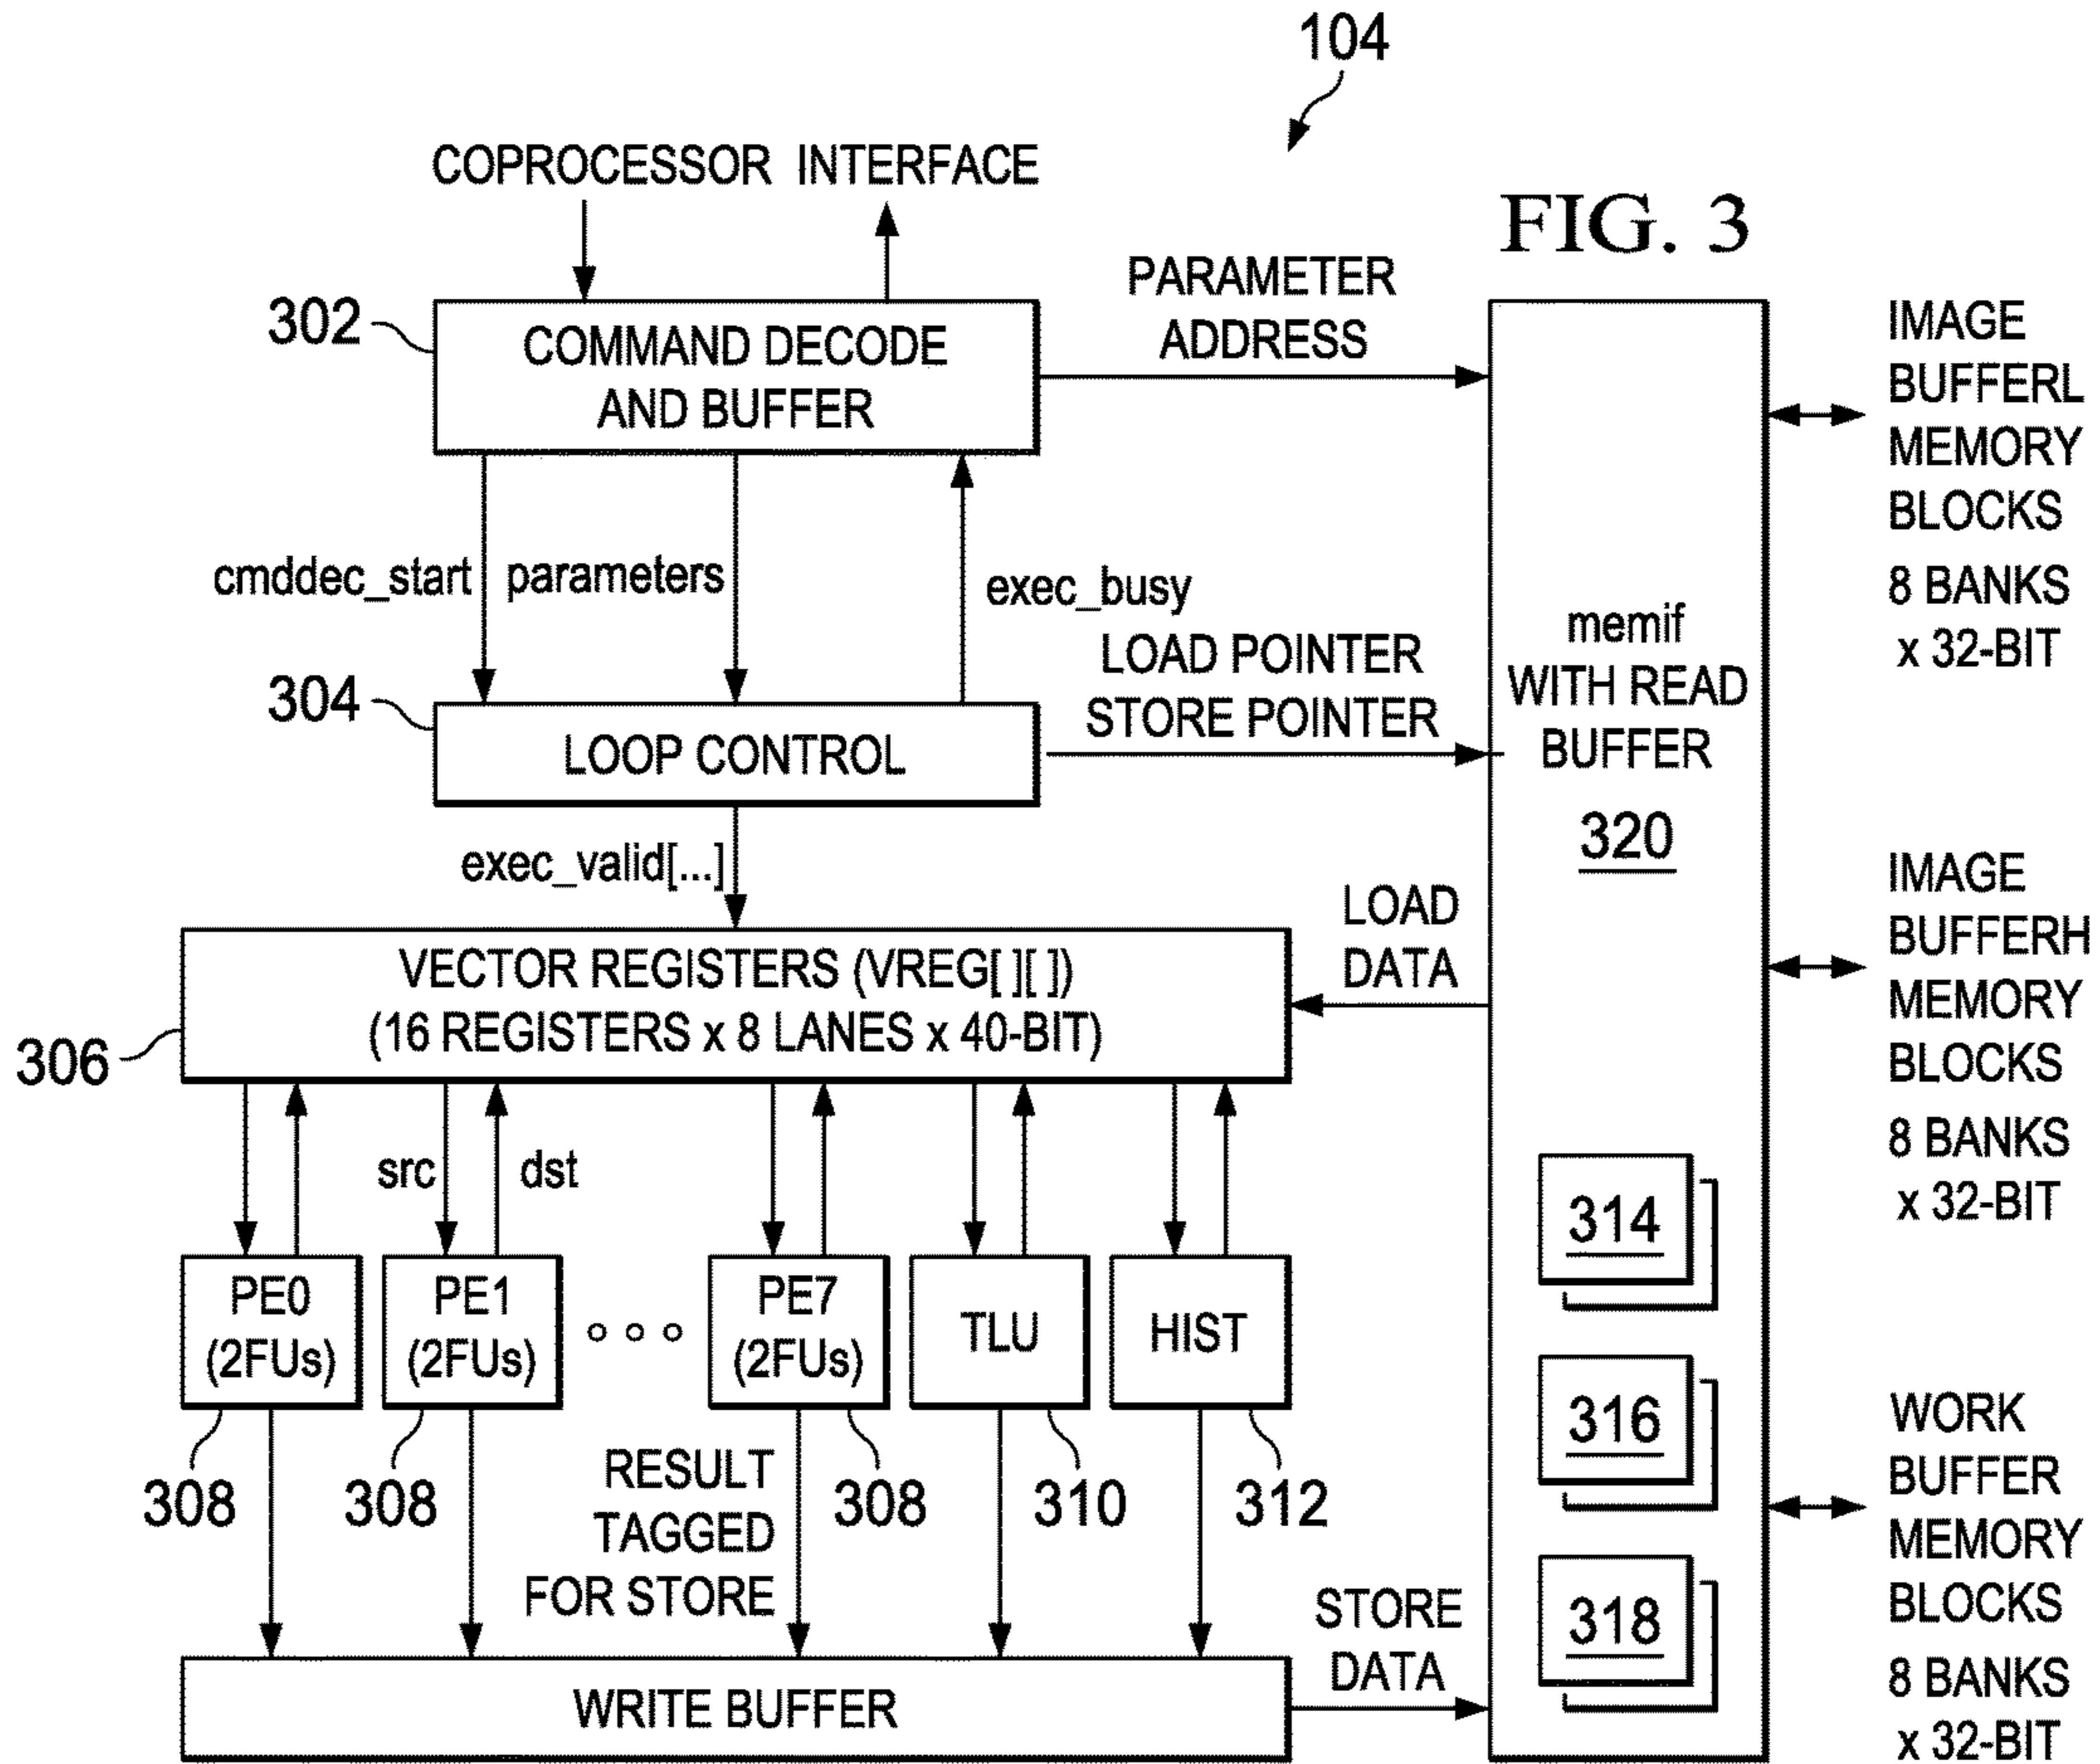 104
COPROCESSOR INTERFACE
FIG. 3
PARAMETER
ADDRESS
302
COMMAND DECODE
AND BUFFER
IMAGE
BUFFERL
MEMORY
BLOCKS
8 BANKS
x 32-BIT
cmddec_start
parameters
exec_busy
LOAD POINTER
STORE POINTER
304
LOOP CONTROL
memif
WITH READ
BUFFER
320
exec_valid[...]
LOAD
DATA
IMAGE
BUFFERH
MEMORY
BLOCKS
8 BANKS
x 32-BIT
VECTOR REGISTERS (VREG[ ][ ])
(16 REGISTERS x 8 LANES x 40-BIT)
306
src
dst
314
PE0
(2FUs)
PE1
(2FUs)
PE7
(2FUs)
TLU
HIST
316
308
308
RESULT
TAGGED
FOR STORE
308
310
312
WORK
BUFFER
MEMORY
BLOCKS
8 BANKS
x 32-BIT
318
STORE
DATA
WRITE BUFFER